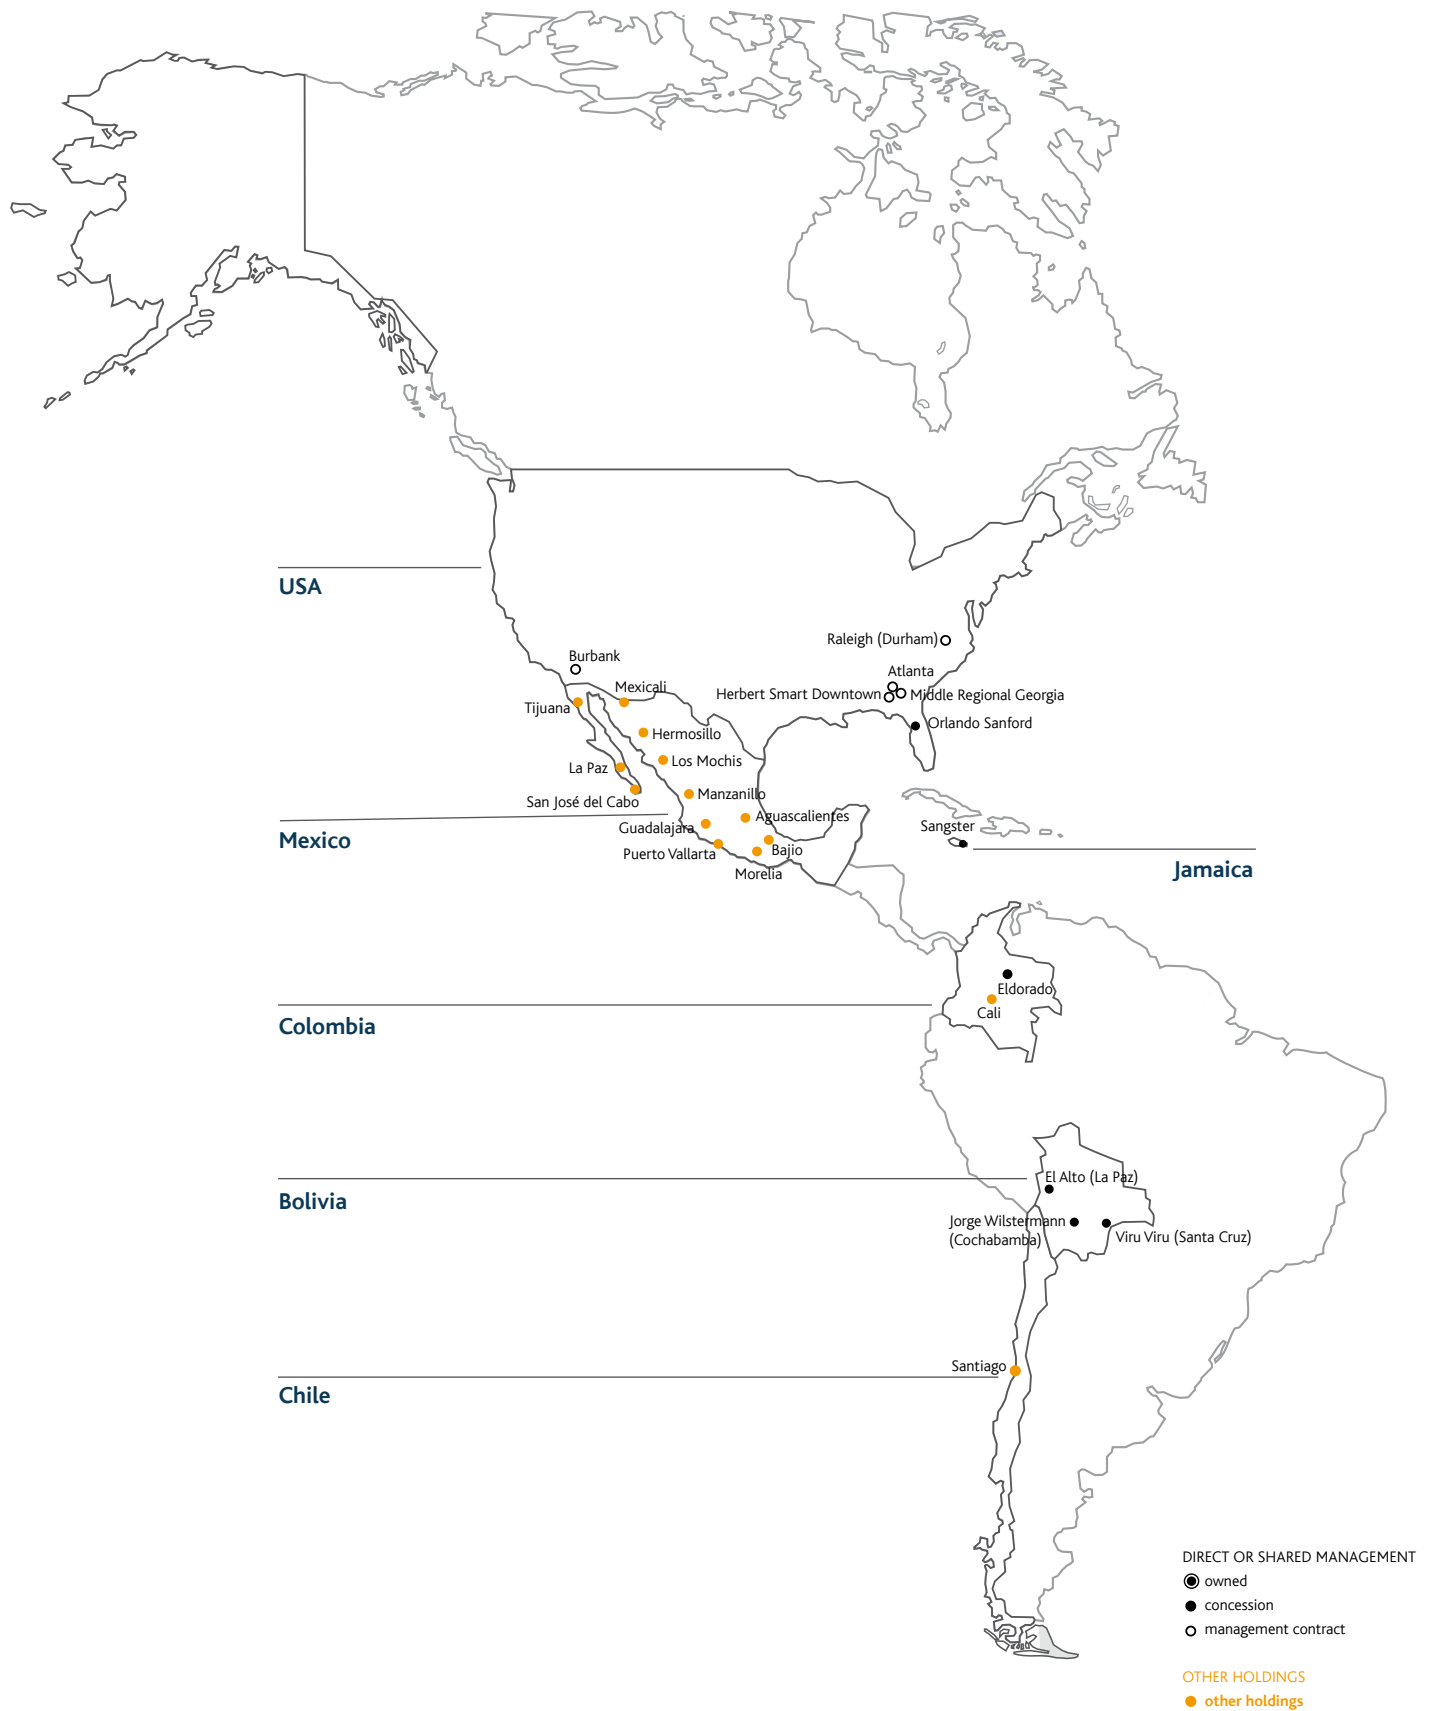 USA
Raleigh (Durham)
Burbank
Atlanta
Mexicali
Herbert Smart Downtown
Middle Regional Georgia
Tijuana
Orlando Sanford
Hermosillo
Los Mochis
La Paz
Manzanillo
San José del Cabo
Aguascalientes
Sangster
Guadalajara
Mexico
Bajio
Puerto Vallarta
Jamaica
Morelia
Eldorado
Cali
Colombia
El Alto (La Paz)
Bolivia
Jorge Wilstermann
(Cochabamba)
Viru Viru (Santa Cruz)
Santiago
Chile
DIRECT OR SHARED MANAGEMENT
owned
concession
management contract
OTHER HOLDINGS
other holdings